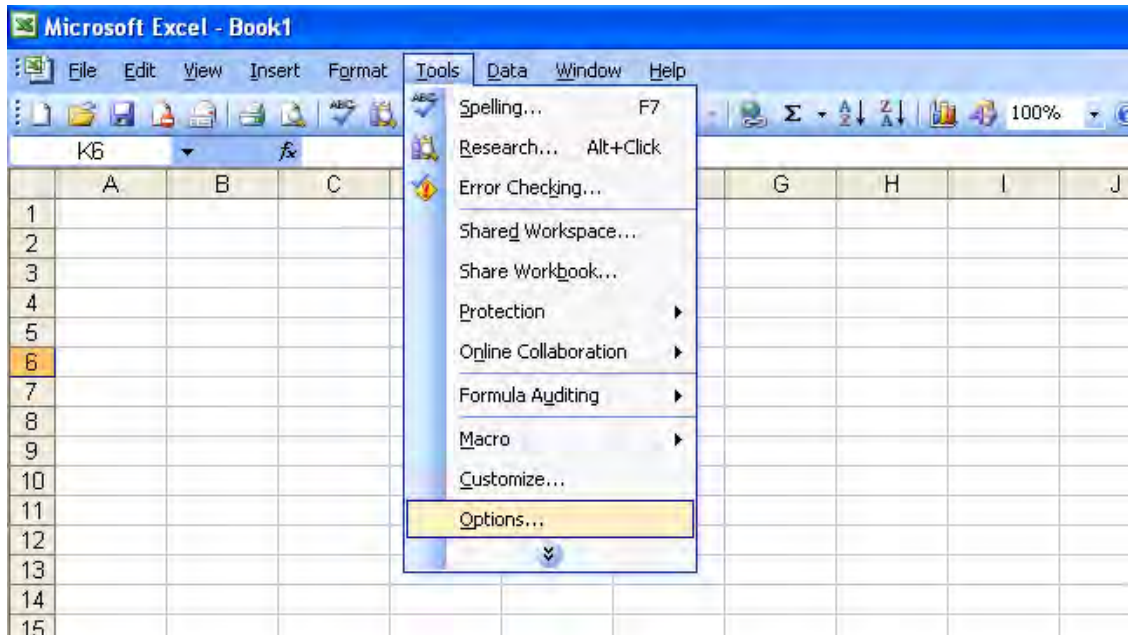 Microsoft Excel - Book1
File Edit View Insert Format Tools Data Window Help
ABC ABC Σ A Z Z A 100%
K6 fx
Spelling... F7
Research... Alt+Click
Error Checking...
Shared Workspace...
Share Workbook...
Protection
Online Collaboration
Formula Auditing
Macro
Customize...
Options...
A B C G H I J
1
2
3
4
5
6
7
8
9
10
11
12
13
14
15